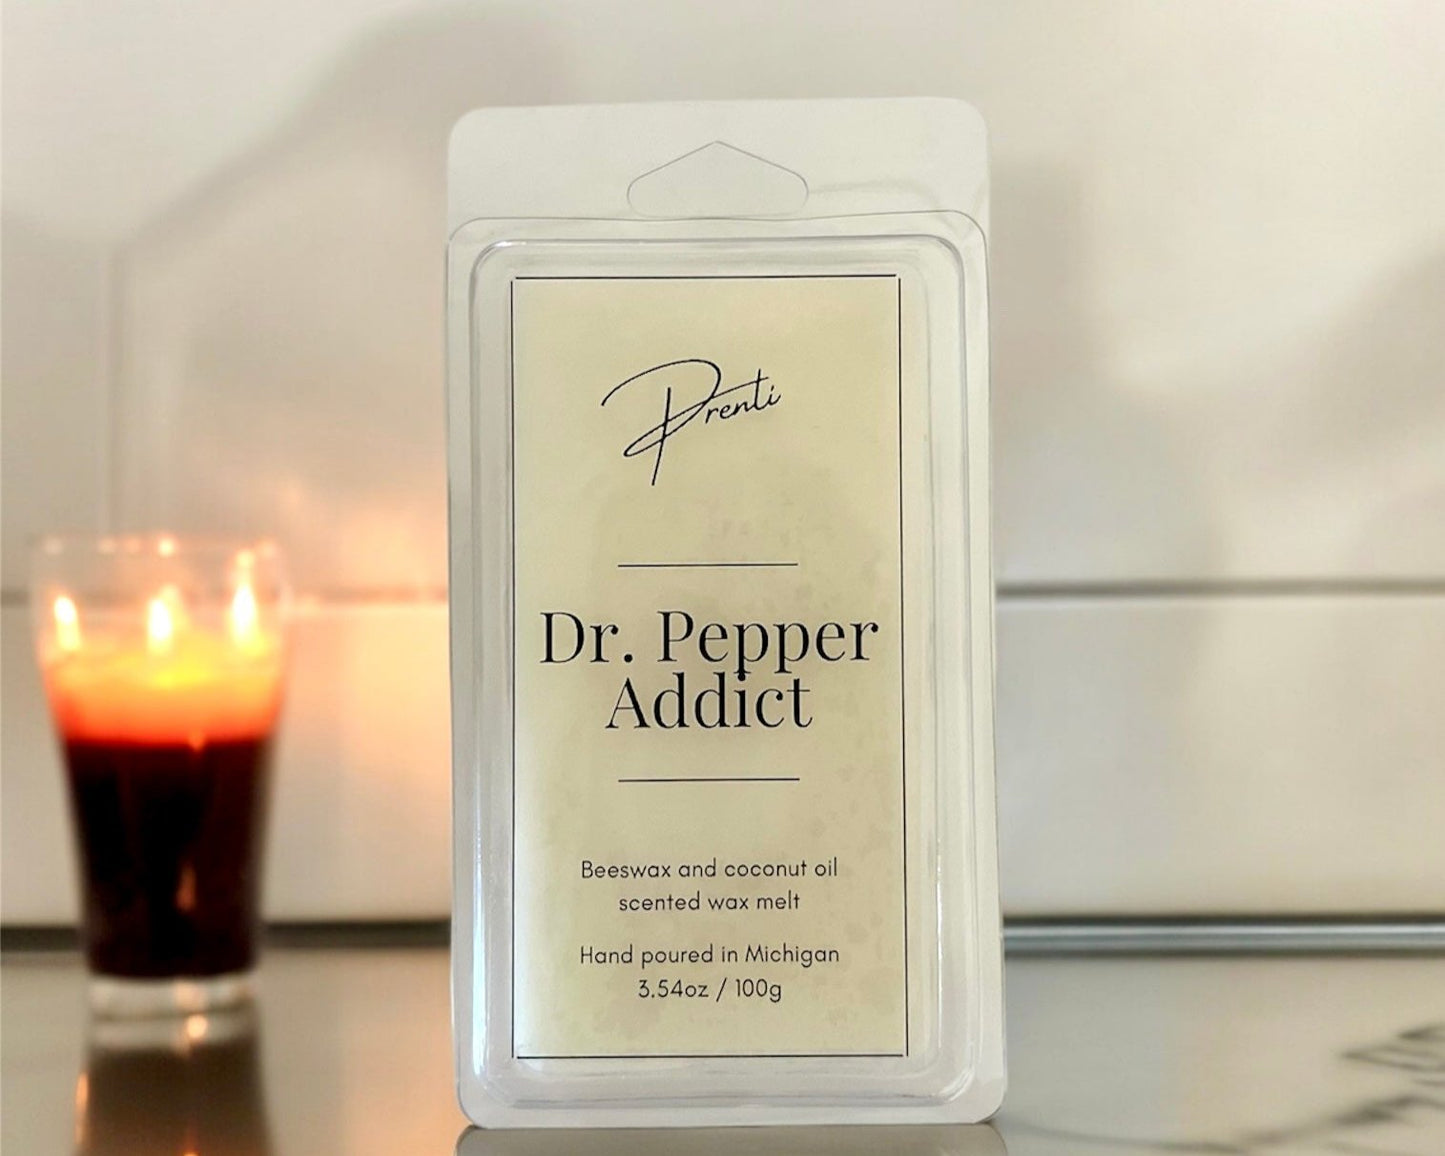 Prenti
Dr. Pepper
Addict
Beeswax and coconut oil
scented wax melt
Hand poured in Michigan
3.54oz / 100g